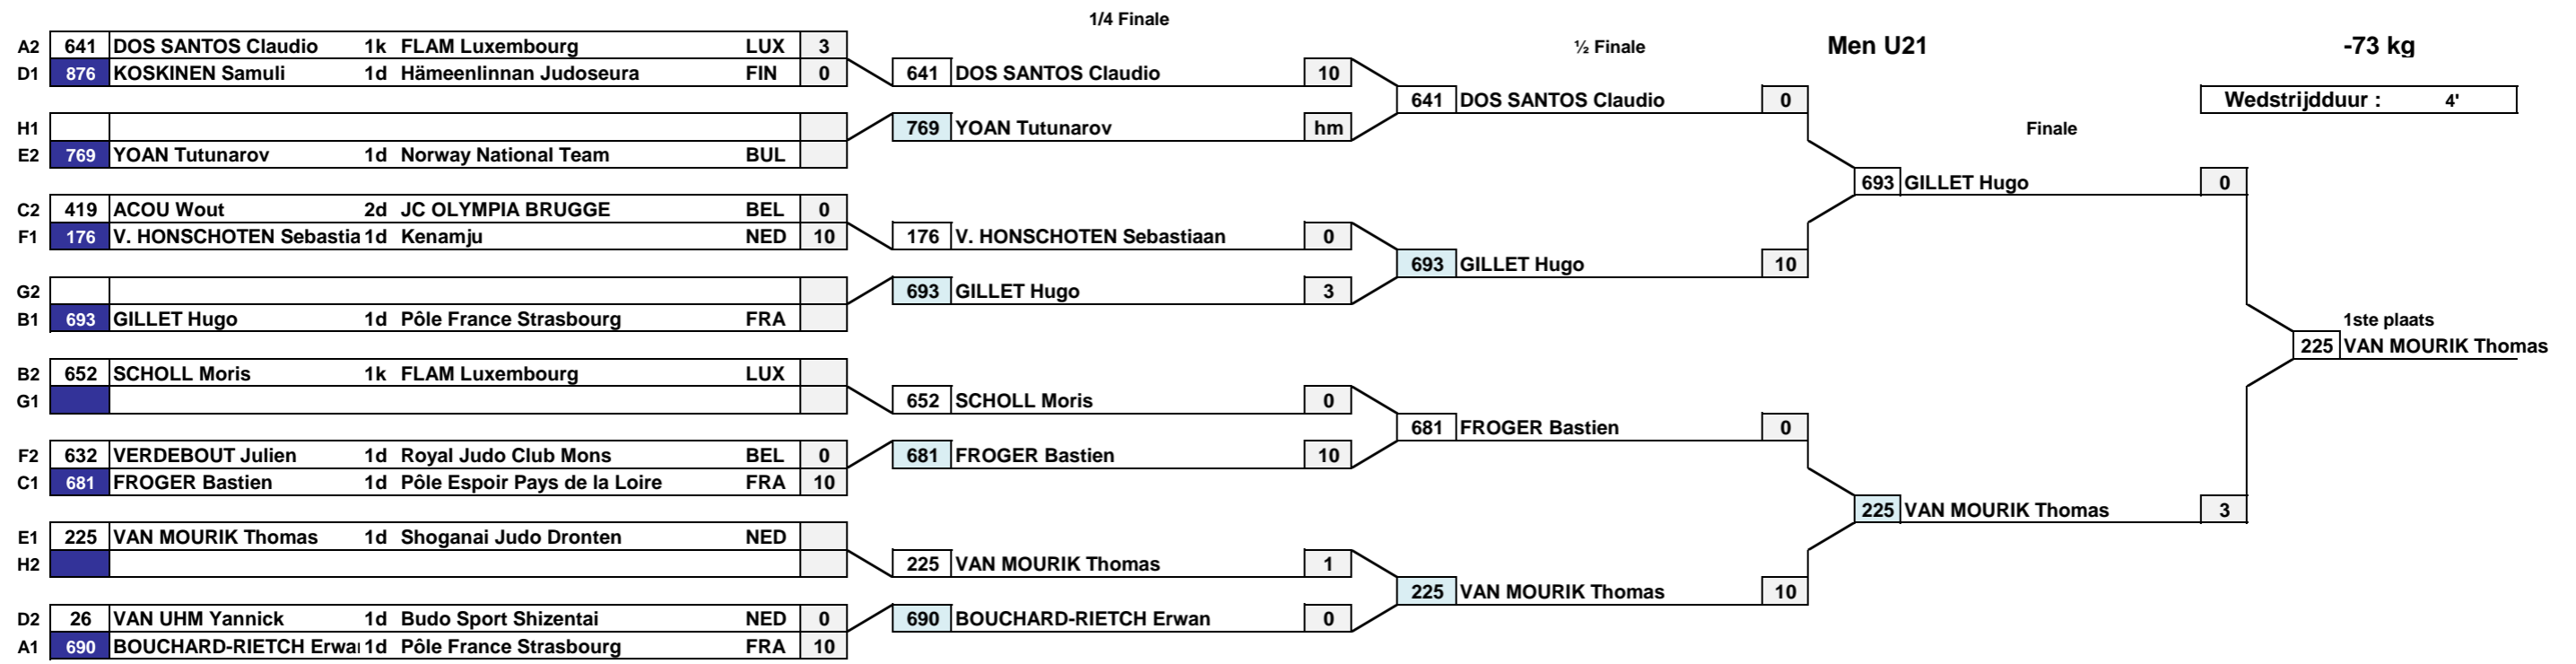 1/4 Finale
½ Finale
Men U21
-73 kg
Wedstrijdduur : 4'
Finale
1ste plaats
A2 641 DOS SANTOS Claudio 1k FLAM Luxembourg LUX 3
D1 876 KOSKINEN Samuli 1d Hämeenlinnan Judoseura FIN 0
H1
E2 769 YOAN Tutunarov 1d Norway National Team BUL
C2 419 ACOU Wout 2d JC OLYMPIA BRUGGE BEL 0
F1 176 V. HONSCHOTEN Sebastia 1d Kenamju NED 10
G2
B1 693 GILLET Hugo 1d Pôle France Strasbourg FRA
B2 652 SCHOLL Moris 1k FLAM Luxembourg LUX
G1
F2 632 VERDEBOUT Julien 1d Royal Judo Club Mons BEL 0
C1 681 FROGER Bastien 1d Pôle Espoir Pays de la Loire FRA 10
E1 225 VAN MOURIK Thomas 1d Shoganai Judo Dronten NED
H2
D2 26 VAN UHM Yannick 1d Budo Sport Shizentai NED 0
A1 690 BOUCHARD-RIETCH Erwa 1d Pôle France Strasbourg FRA 10
641 DOS SANTOS Claudio 10
769 YOAN Tutunarov hm
176 V. HONSCHOTEN Sebastiaan 0
693 GILLET Hugo 3
652 SCHOLL Moris 0
681 FROGER Bastien 10
225 VAN MOURIK Thomas 1
690 BOUCHARD-RIETCH Erwan 0
641 DOS SANTOS Claudio 0
693 GILLET Hugo 10
681 FROGER Bastien 0
225 VAN MOURIK Thomas 10
693 GILLET Hugo 0
225 VAN MOURIK Thomas 3
225 VAN MOURIK Thomas